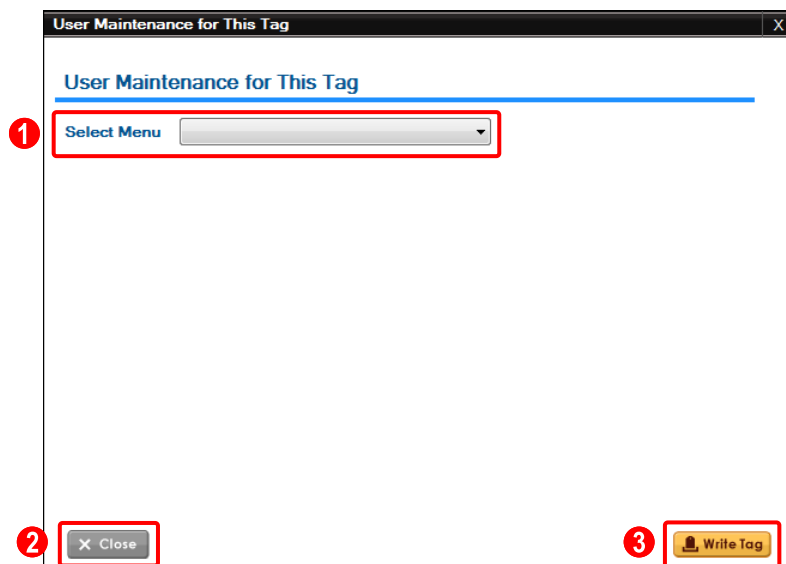 User Maintenance for This Tag X
User Maintenance for This Tag
1 Select Menu
2 X Close 3 Write Tag